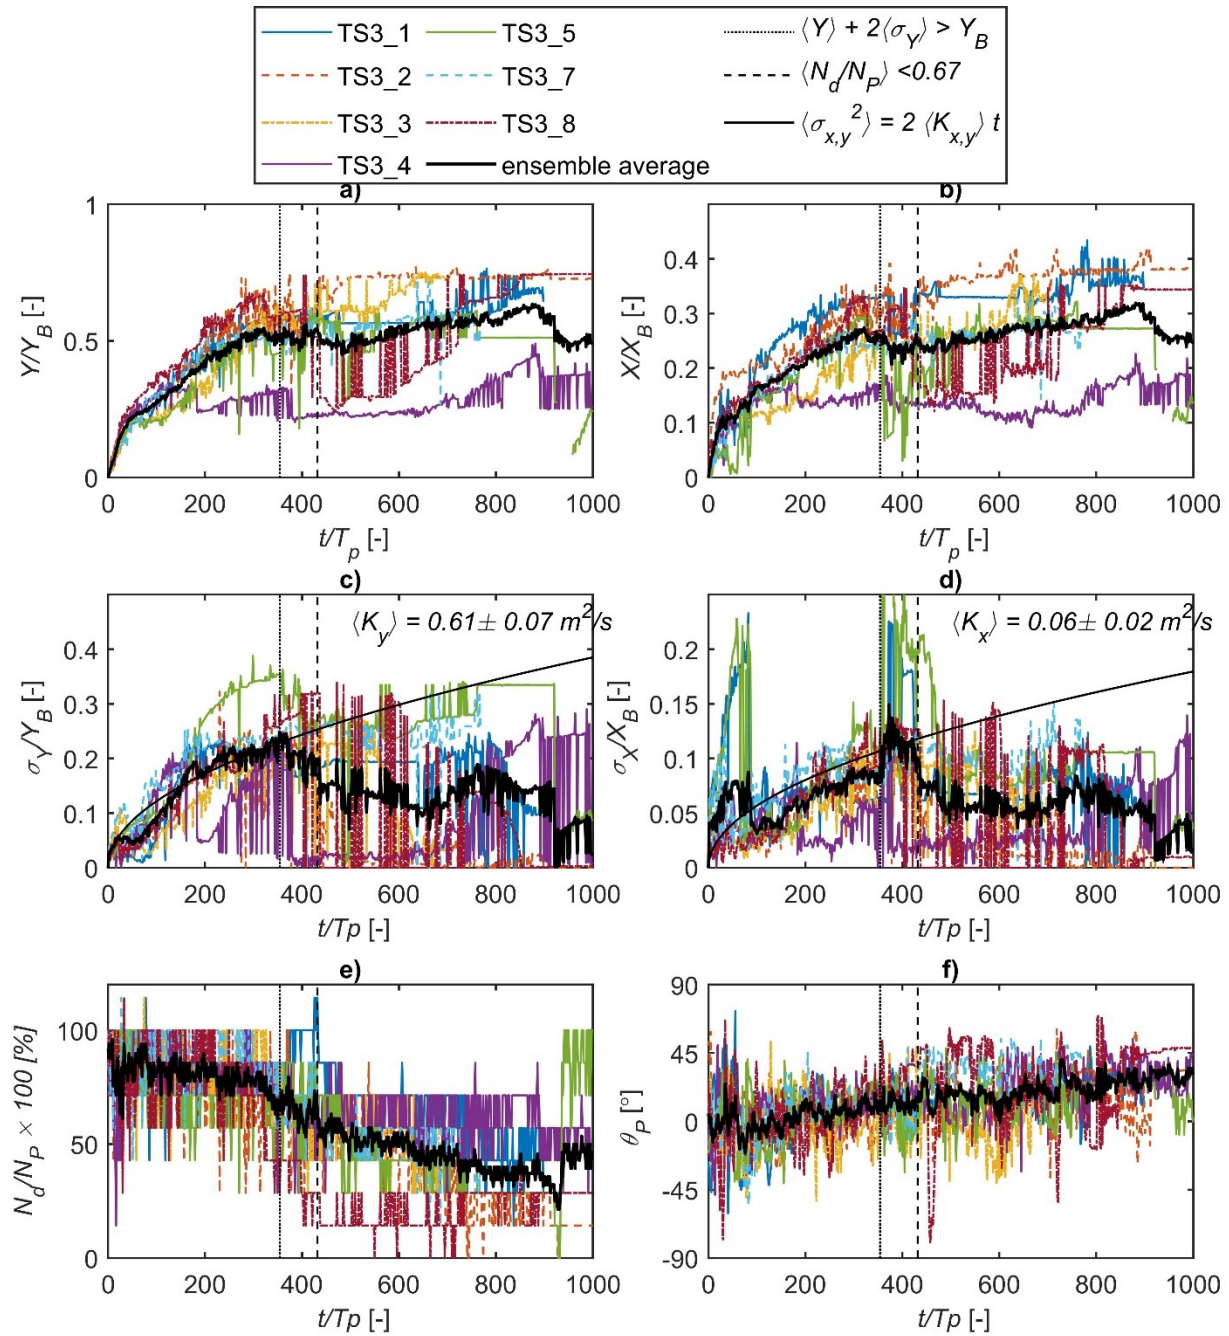 TS3_1
TS3_5
⟨Y⟩ + 2⟨σ_Y⟩ > Y_B
TS3_2
TS3_7
⟨N_d/N_P⟩ <0.67
TS3_3
TS3_8
⟨σ_{x,y}^2⟩ = 2 ⟨K_{x,y}⟩ t
TS3_4
ensemble average
a)
Y/Y_B [-]
1
0.5
0
0 200 400 600 800 1000
t/T_p [-]
b)
X/X_B [-]
0.4
0.3
0.2
0.1
0
0 200 400 600 800 1000
t/T_p [-]
c)
⟨K_y⟩ = 0.61± 0.07 m^2/s
σ_Y/Y_B [-]
0.4
0.3
0.2
0.1
0
0 200 400 600 800 1000
t/Tp [-]
d)
⟨K_x⟩ = 0.06± 0.02 m^2/s
σ_X/X_B [-]
0.2
0.15
0.1
0.05
0
0 200 400 600 800 1000
t/Tp [-]
e)
N_d/N_P × 100 [%]
100
50
0
0 200 400 600 800 1000
t/Tp [-]
f)
θ_P [°]
90
45
0
-45
-90
0 200 400 600 800 1000
t/Tp [-]